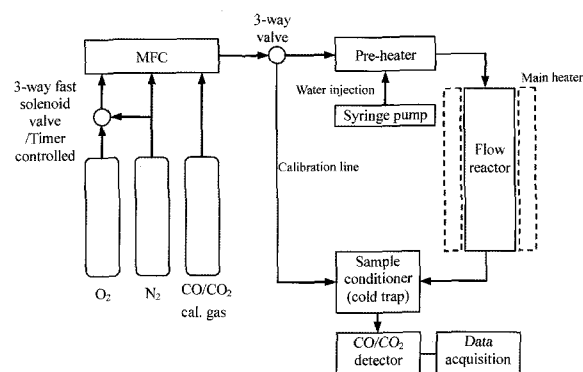 3-way
valve
MFC
Pre-heater
3-way fast
solenoid
valve
/Timer
controlled
Water injection
Syringe pump
Main heater
Flow
reactor
Calibration line
O₂
N₂
CO/CO₂
cal. gas
Sample
conditioner
(cold trap)
CO/CO₂
detector
Data
acquisition